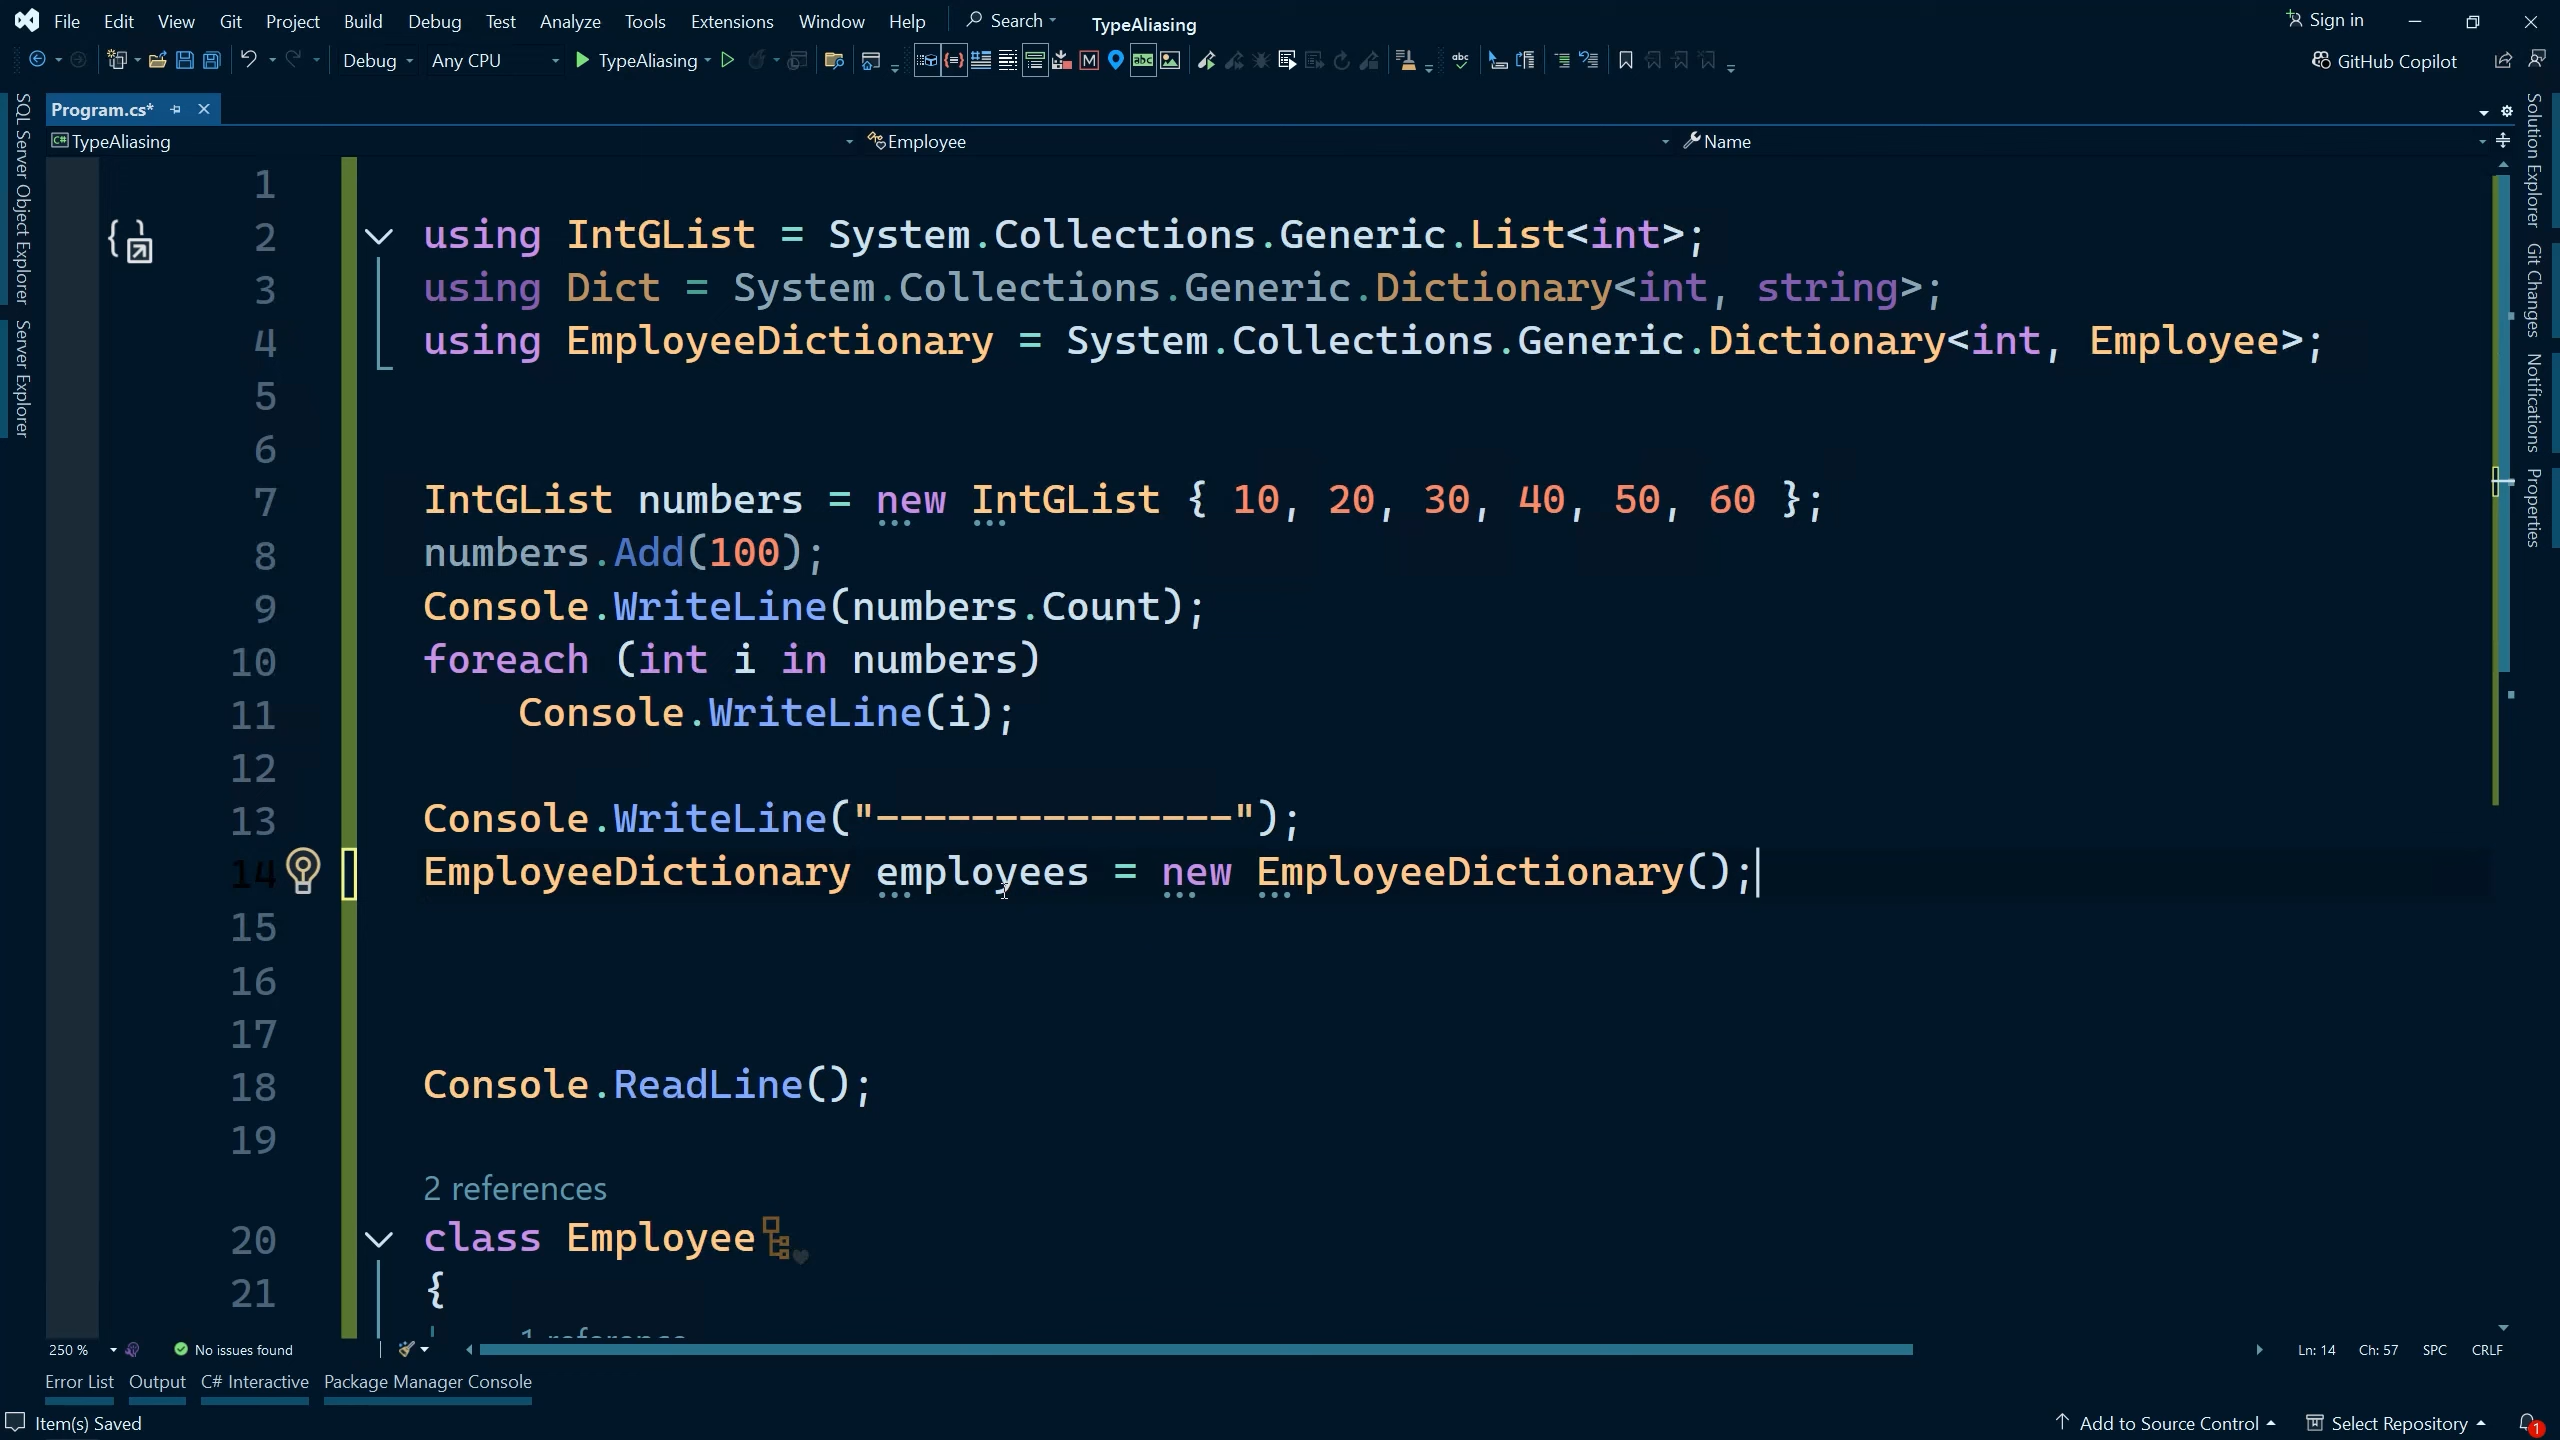 File Edit View Git Project Build Debug Test Analyze Tools Extensions Window Help Search TypeAliasing Sign in
Debug Any CPU TypeAliasing GitHub Copilot
Program.cs*
TypeAliasing Employee Name
SQL Server Object Explorer
Server Explorer
Solution Explorer
Git Changes
Notifications
Properties
1
2 using IntGList = System.Collections.Generic.List<int>;
3 using Dict = System.Collections.Generic.Dictionary<int, string>;
4 using EmployeeDictionary = System.Collections.Generic.Dictionary<int, Employee>;
5
6
7 IntGList numbers = new IntGList { 10, 20, 30, 40, 50, 60 };
8 numbers.Add(100);
9 Console.WriteLine(numbers.Count);
10 foreach (int i in numbers)
11 Console.WriteLine(i);
12
13 Console.WriteLine("---------------");
14 EmployeeDictionary employees = new EmployeeDictionary();
15
16
17
18 Console.ReadLine();
19
2 references
20 class Employee
21 {
1 reference
250 % No issues found Ln: 14 Ch: 57 SPC CRLF
Error List Output C# Interactive Package Manager Console
Item(s) Saved Add to Source Control Select Repository 1